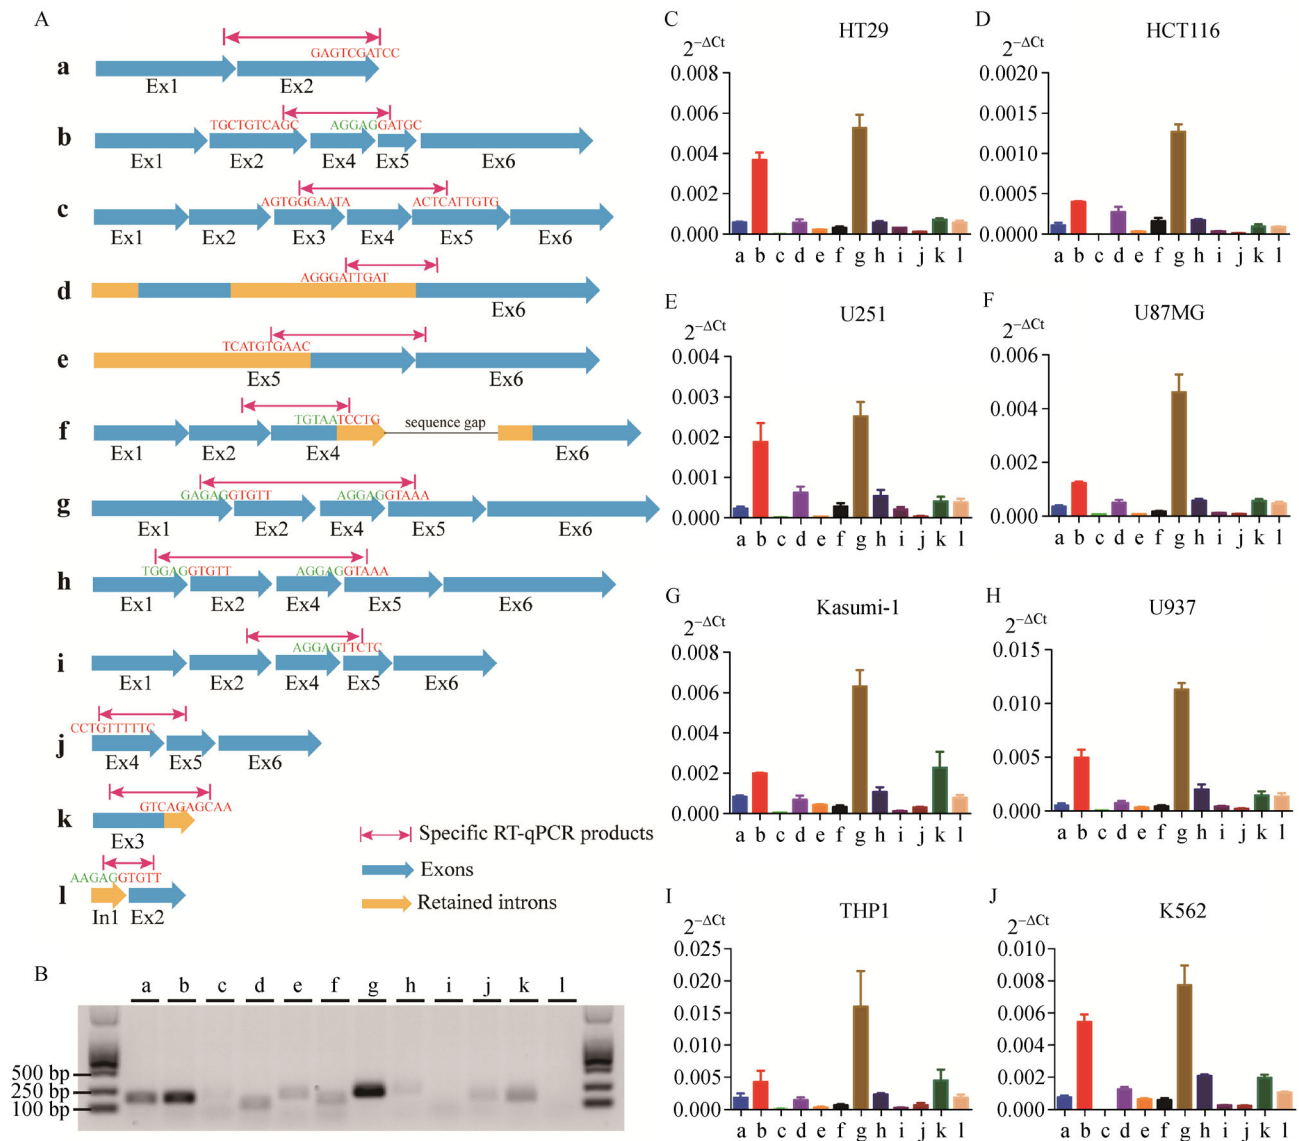 A
GAGTCGATCC
a
Ex1 Ex2
TGCTGTCAGC AGGAGGATGC
b
Ex1 Ex2 Ex4 Ex5 Ex6
AGTGGGAATA ACTCATTGTG
c
Ex1 Ex2 Ex3 Ex4 Ex5 Ex6
AGGGATTGAT
d
Ex6
TCATGTGAAC
e
Ex5 Ex6
TGTAATCCTG
sequence gap
f
Ex1 Ex2 Ex4 Ex6
GAGAGGTGTT AGGAGGTAAA
g
Ex1 Ex2 Ex4 Ex5 Ex6
TGGAGGTGTT AGGAGGTAAA
h
Ex1 Ex2 Ex4 Ex5 Ex6
AGGAGTTCTC
i
Ex1 Ex2 Ex4 Ex5 Ex6
CCTGTTTTTC
j
Ex4 Ex5 Ex6
GTCAGAGCAA
k
Ex3
AAGAGGTGTT
l
In1 Ex2
Specific RT-qPCR products
Exons
Retained introns
B
a b c d e f g h i j k l
500 bp
250 bp
100 bp
C
HT29
2−ΔCt
0.008
0.006
0.004
0.002
0.000
a b c d e f g h i j k l
D
HCT116
2−ΔCt
0.0020
0.0015
0.0010
0.0005
0.000
a b c d e f g h i j k l
E
U251
2−ΔCt
0.004
0.003
0.002
0.001
0.000
a b c d e f g h i j k l
F
U87MG
2−ΔCt
0.006
0.004
0.002
0.000
a b c d e f g h i j k l
G
Kasumi-1
2−ΔCt
0.008
0.006
0.004
0.002
0.000
a b c d e f g h i j k l
H
U937
2−ΔCt
0.015
0.010
0.005
0.000
a b c d e f g h i j k l
I
THP1
2−ΔCt
0.025
0.020
0.015
0.010
0.005
0.000
a b c d e f g h i j k l
J
K562
2−ΔCt
0.010
0.008
0.006
0.004
0.002
0.000
a b c d e f g h i j k l